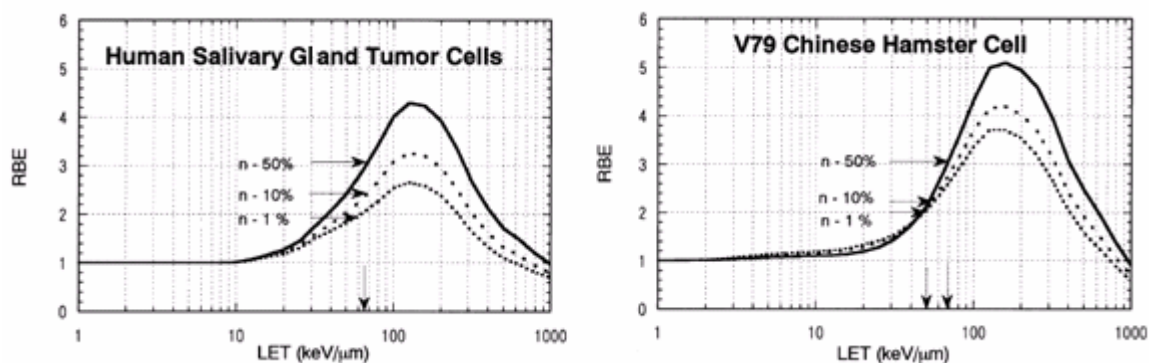 Human Salivary Gland Tumor Cells
RBE
6
5
4
3
2
1
0
n - 50%
n - 10%
n - 1 %
1
10
100
1000
LET (keV/µm)
V79 Chinese Hamster Cell
RBE
6
5
4
3
2
1
0
n - 50%
n - 10%
n - 1%
1
10
100
1000
LET (keV/µm)